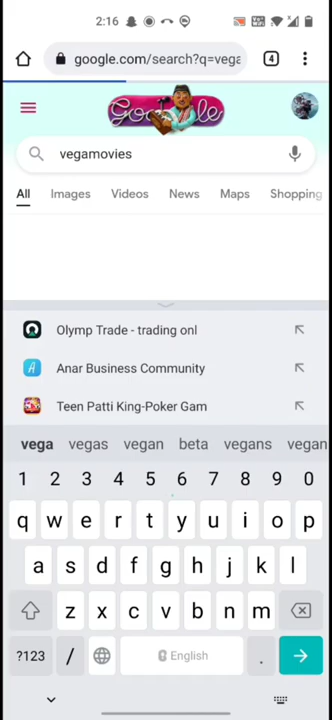 2:16
google.com/search?q=vega
4
Google
vegamovies
All Images Videos News Maps Shopping
Olymp Trade - trading onl
Anar Business Community
Teen Patti King-Poker Gam
vega vegas vegan beta vegans vegan
1 2 3 4 5 6 7 8 9 0
q w e r t y u i o p
a s d f g h j k l
z x c v b n m
?123 / English .